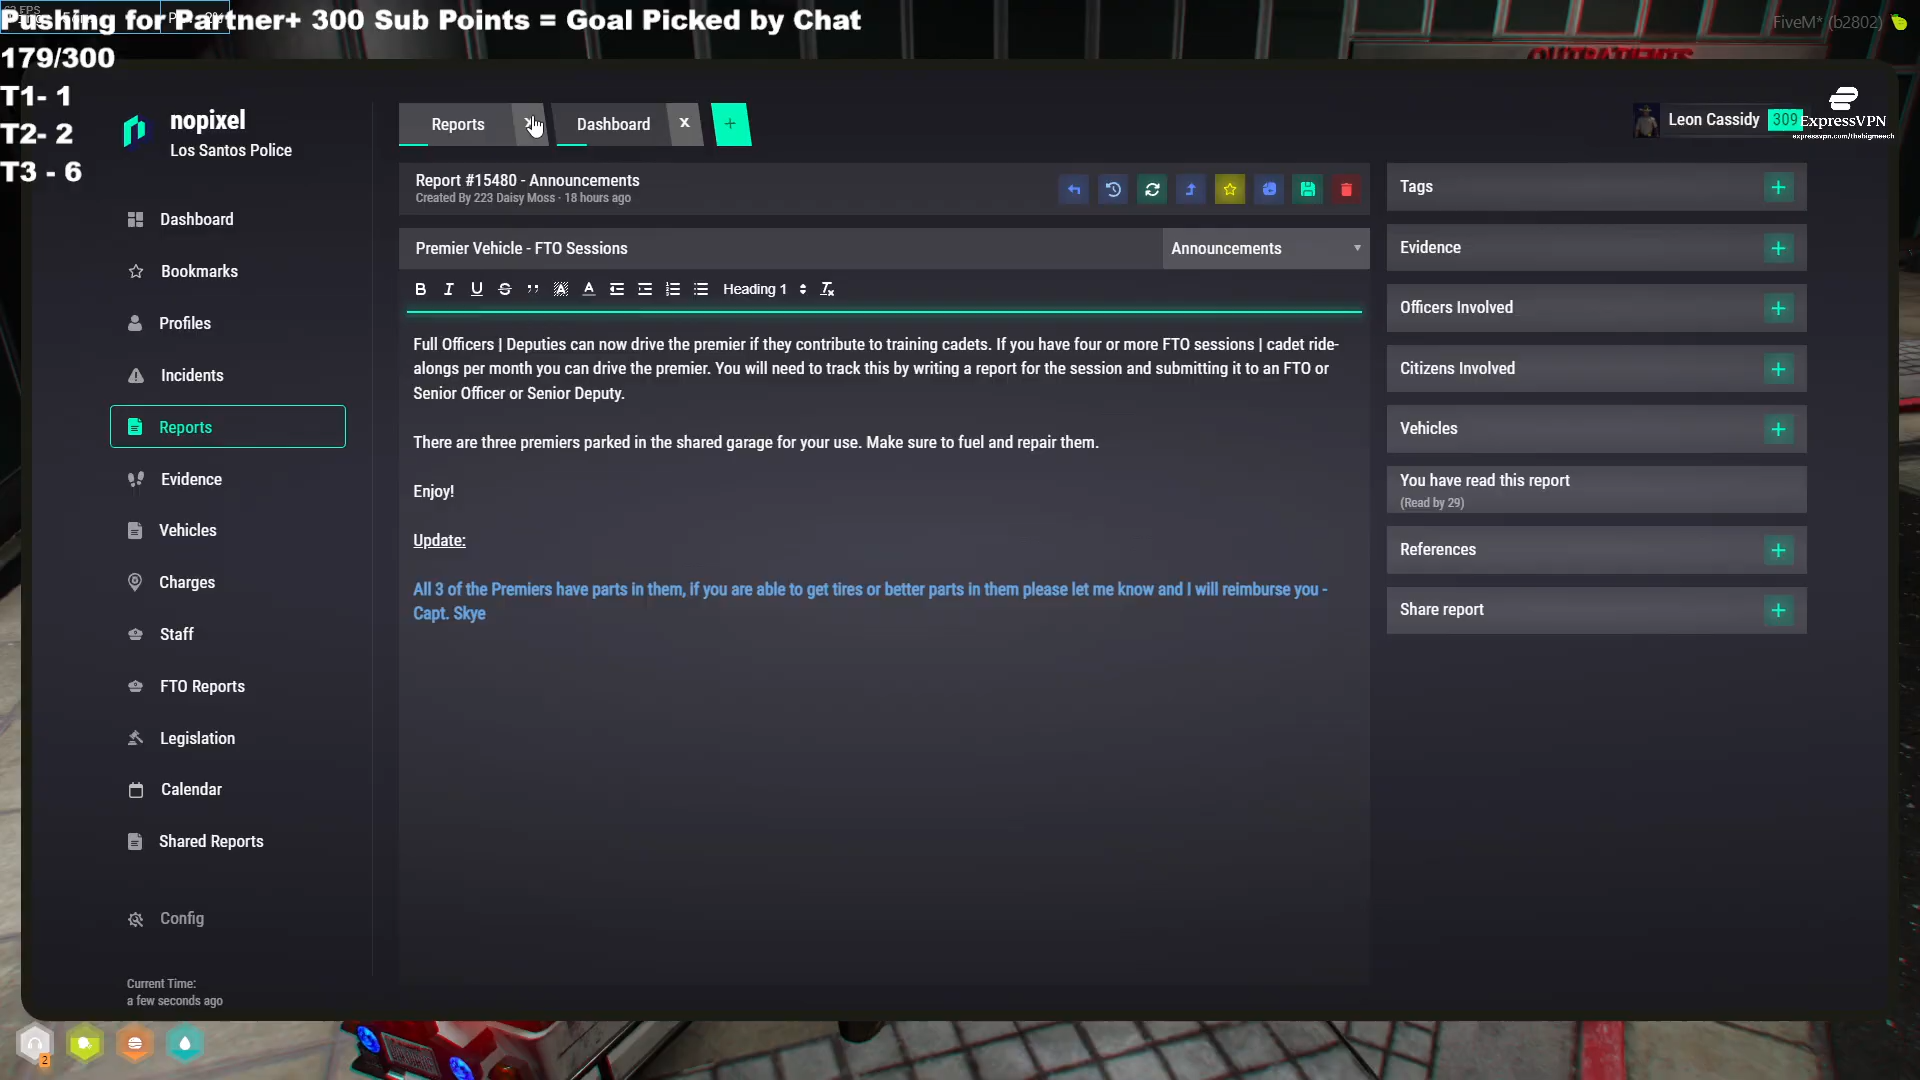 Pushing for Partner+ 300 Sub Points = Goal Picked by Chat
179/300
T1- 1
T2- 2
T3 - 6
FiveM* (b2802)
OUTPATIENTS
nopixel
Los Santos Police
Reports x
Dashboard x
+
Leon Cassidy 309
ExpressVPN
expressvpn.com/thebigmeech
Dashboard
Bookmarks
Profiles
Incidents
Reports
Evidence
Vehicles
Charges
Staff
FTO Reports
Legislation
Calendar
Shared Reports
Config
Current Time:
a few seconds ago
2
Report #15480 - Announcements
Created By 223 Daisy Moss · 18 hours ago
Premier Vehicle - FTO Sessions
Announcements
B I U S Heading 1
Full Officers | Deputies can now drive the premier if they contribute to training cadets. If you have four or more FTO sessions | cadet ride-
alongs per month you can drive the premier. You will need to track this by writing a report for the session and submitting it to an FTO or
Senior Officer or Senior Deputy.
There are three premiers parked in the shared garage for your use. Make sure to fuel and repair them.
Enjoy!
Update:
All 3 of the Premiers have parts in them, if you are able to get tires or better parts in them please let me know and I will reimburse you -
Capt. Skye
Tags
Evidence
Officers Involved
Citizens Involved
Vehicles
You have read this report
(Read by 29)
References
Share report